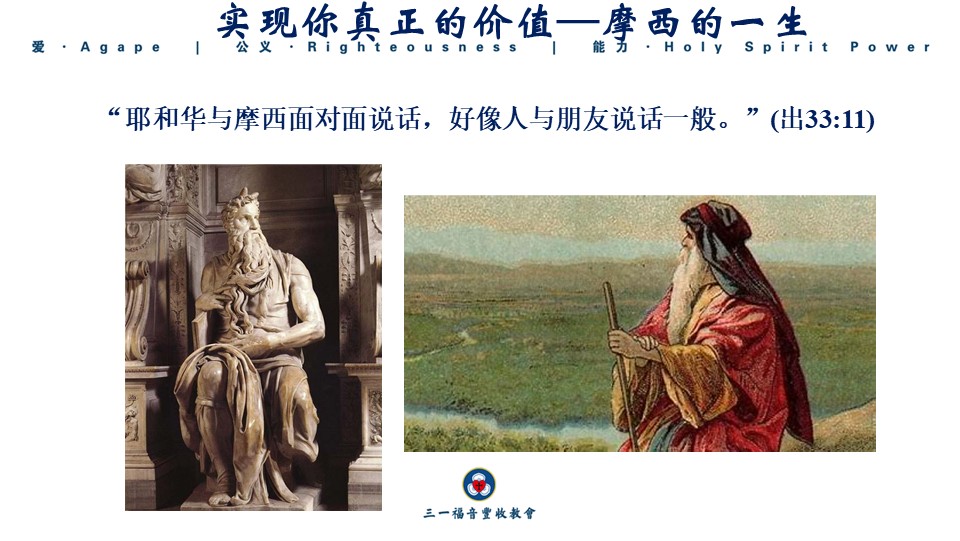 实现你真正的价值—摩西的一生
爱·Agape | 公义·Righteousness | 能力·Holy Spirit Power
“耶和华与摩西面对面说话，好像人与朋友说话一般。”(出33:11)
三一福音豐收教會